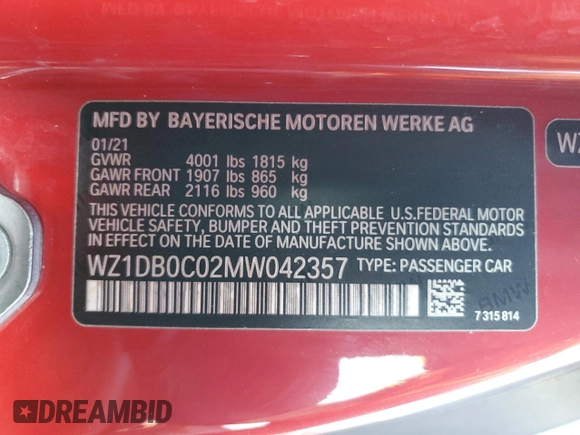 MFD BY BAYERISCHE MOTOREN WERKE AG
01/21
GVWR 4001 lbs 1815 kg
GAWR FRONT 1907 lbs 865 kg
GAWR REAR 2116 lbs 960 kg
THIS VEHICLE CONFORMS TO ALL APPLICABLE U.S.FEDERAL MOTOR
VEHICLE SAFETY, BUMPER AND THEFT PREVENTION STANDARDS
IN EFFECT ON THE DATE OF MANUFACTURE SHOWN ABOVE.
WZ1DB0C02MW042357 TYPE: PASSENGER CAR
7 315 814
WZ
BMW
DREAMBID